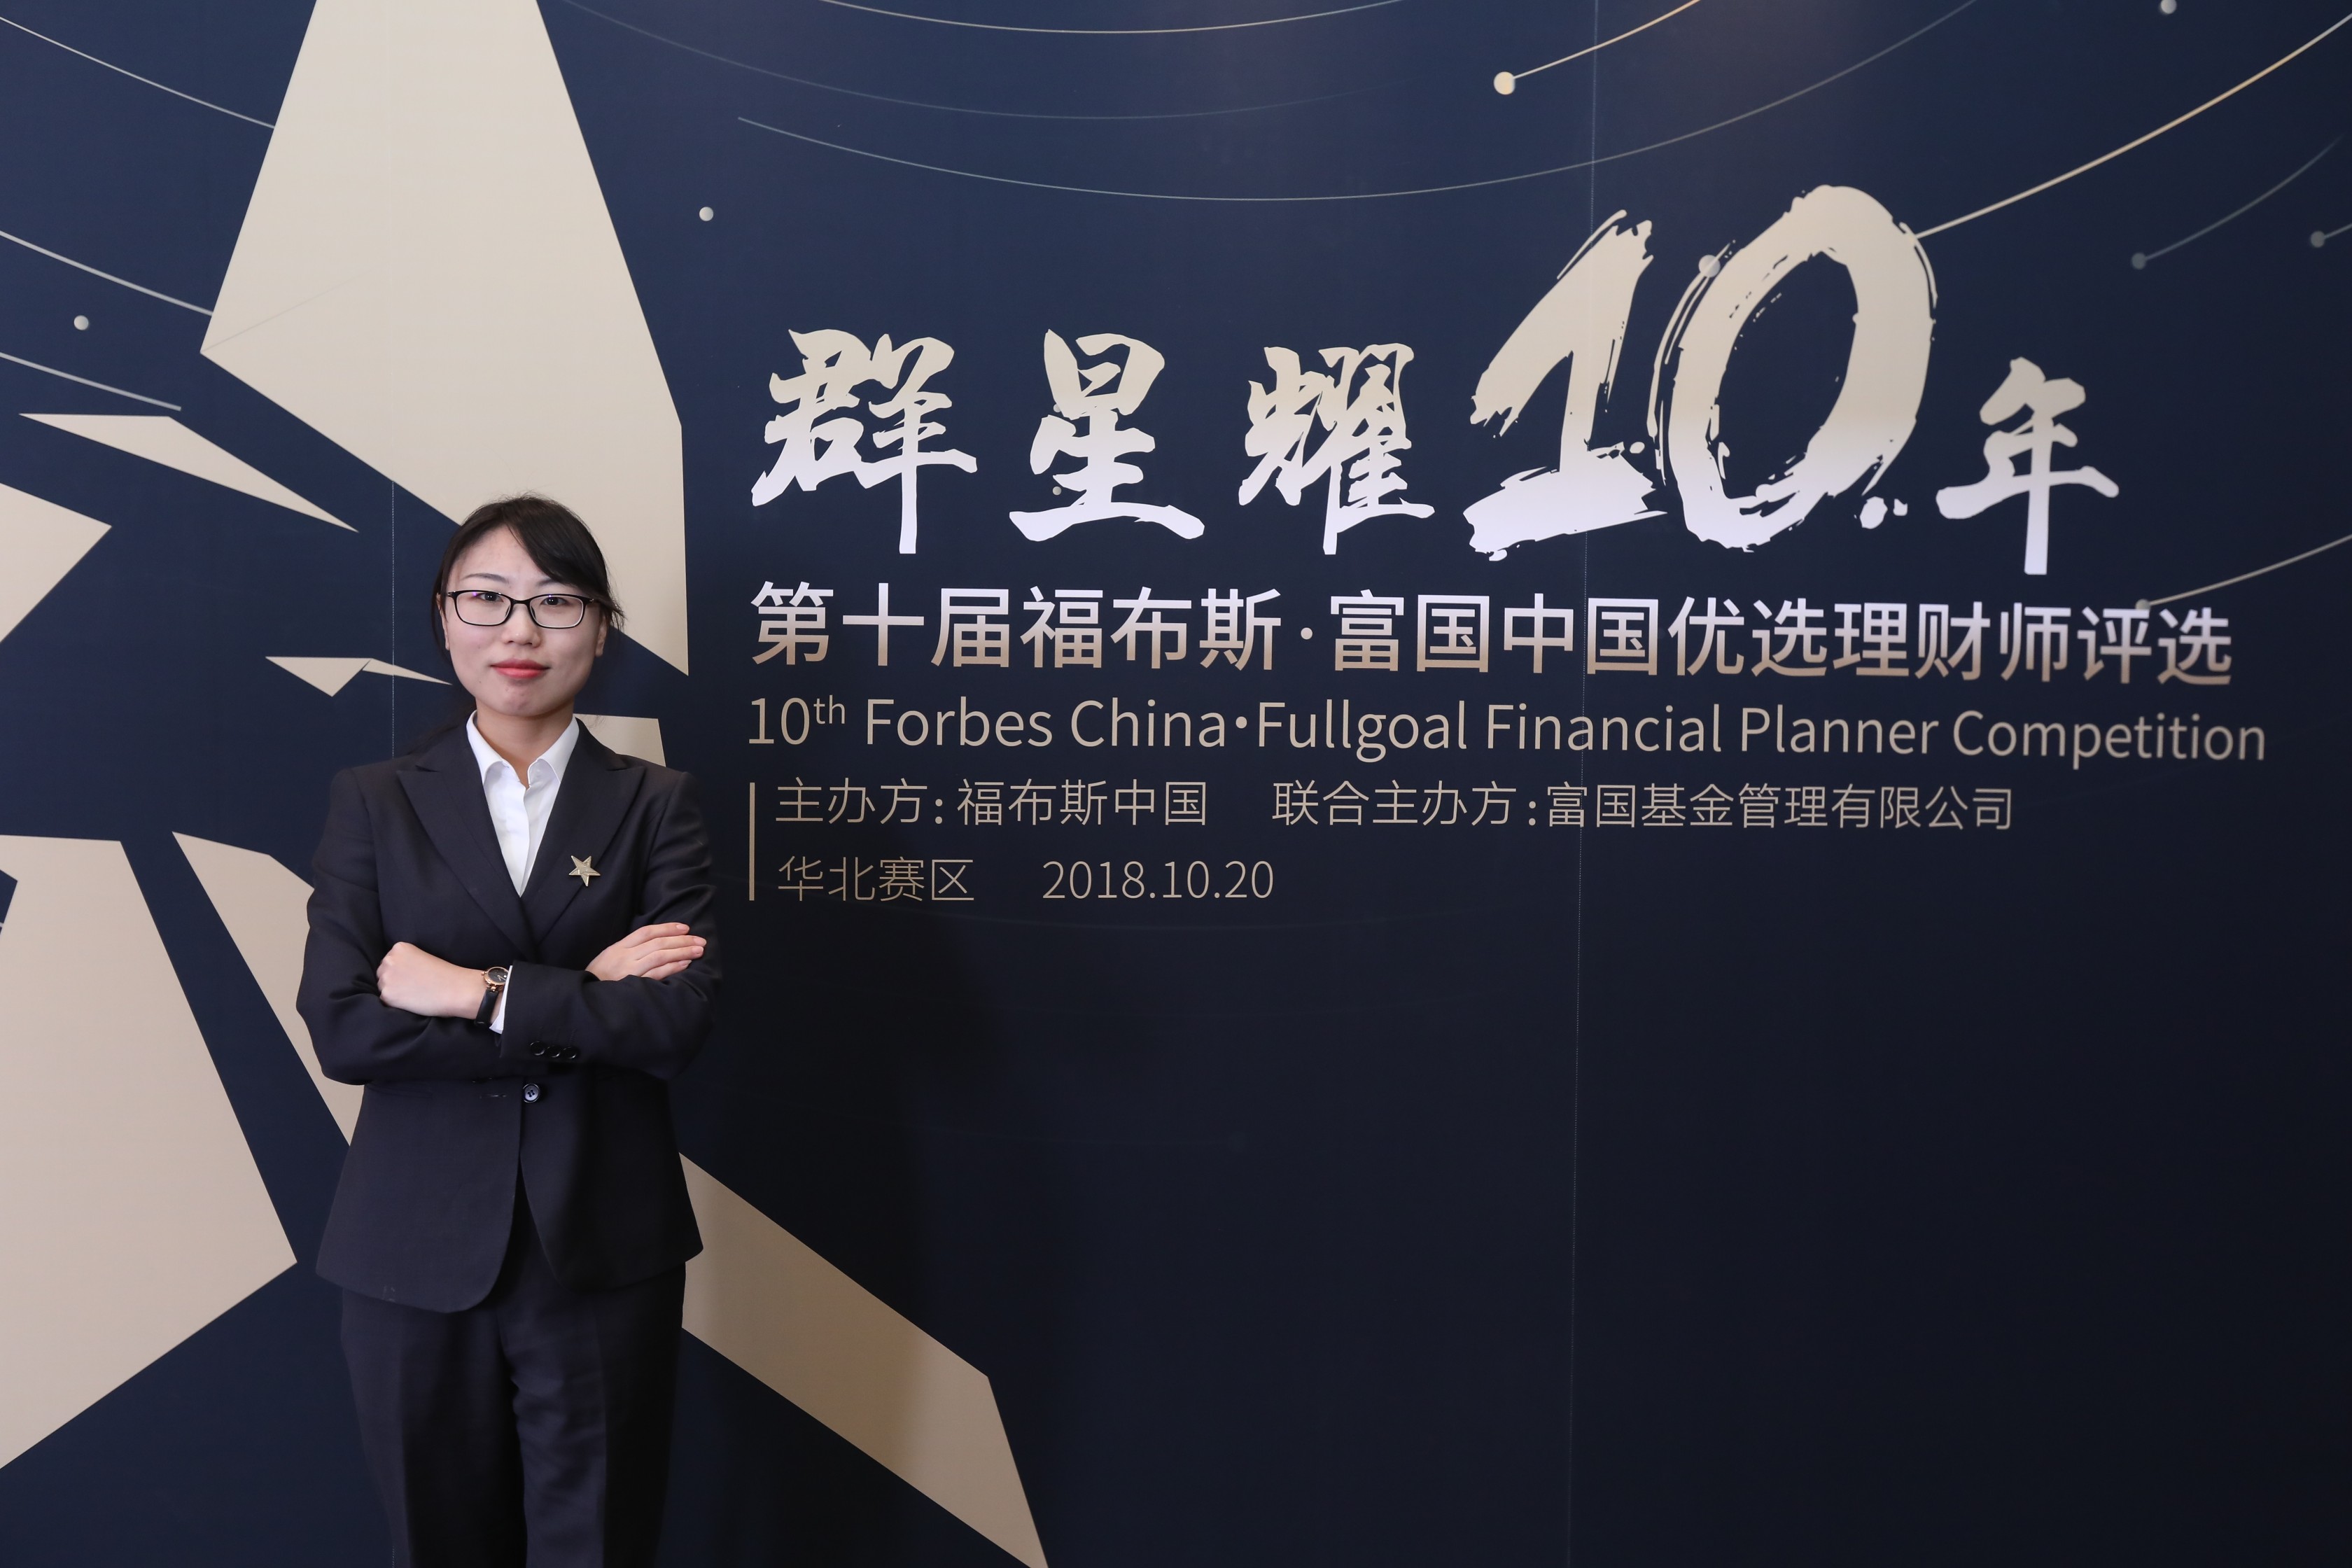 群星耀10年
第十届福布斯·富国中国优选理财师评选
10th Forbes China•Fullgoal Financial Planner Competition
主办方:福布斯中国 联合主办方:富国基金管理有限公司
华北赛区 2018.10.20